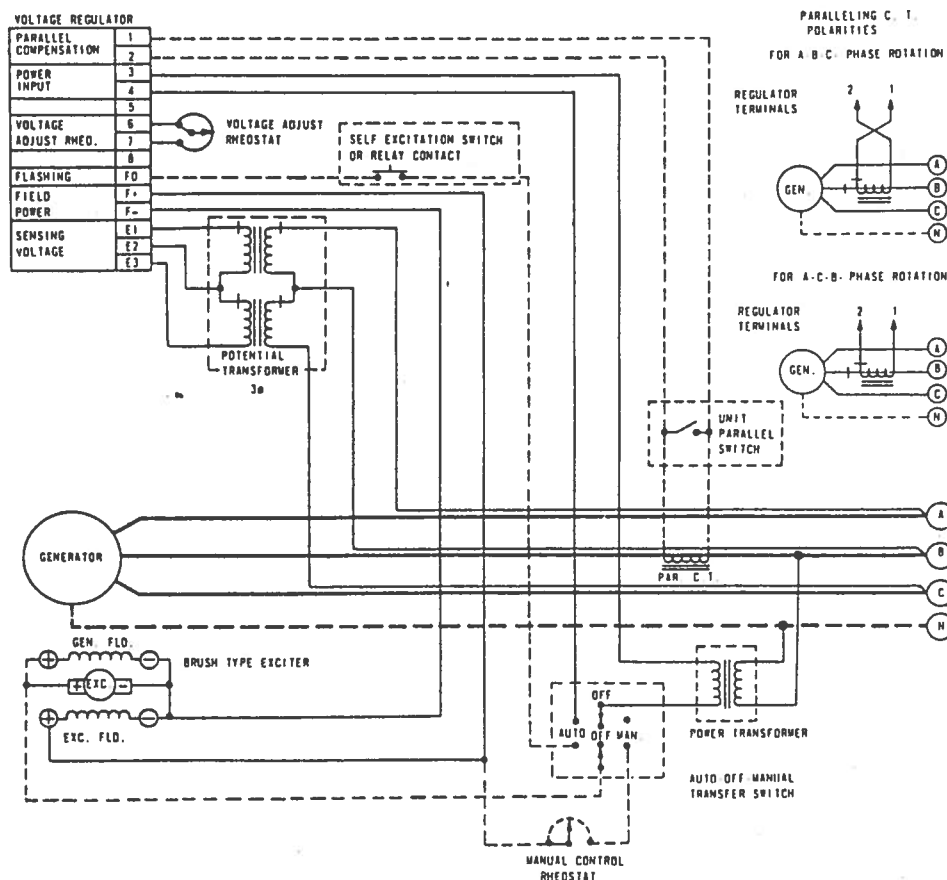 VOLTAGE REGULATOR
PARALLEL
COMPENSATION
1
2
POWER
INPUT
3
4
5
VOLTAGE
ADJUST RHEO.
6
7
8
FLASHING
FO
FIELD
POWER
F+
F-
SENSING
VOLTAGE
E1
E2
E3
VOLTAGE ADJUST
RHEOSTAT
SELF EXCITATION SWITCH
OR RELAY CONTACT
POTENTIAL
TRANSFORMER
3ø
PARALLELING C. T.
POLARITIES
FOR A-B-C- PHASE ROTATION
REGULATOR
TERMINALS
2
1
GEN.
A
B
C
N
FOR A-C-B- PHASE ROTATION
REGULATOR
TERMINALS
2
1
GEN.
A
B
C
N
UNIT
PARALLEL
SWITCH
GENERATOR
PAR. C.T.
A
B
C
N
GEN. FLD.
+
-
BRUSH TYPE EXCITER
+
EXC.
-
+
-
EXC. FLD.
OFF
AUTO
OFF
MAN.
POWER TRANSFORMER
AUTO-OFF-MANUAL
TRANSFER SWITCH
MANUAL CONTROL
RHEOSTAT